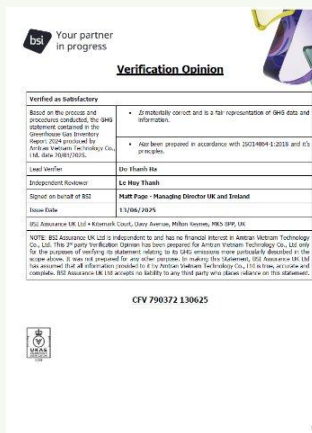 bsi
Your partner
in progress
Verification Opinion
Verified as Satisfactory
Based on the process and
procedures conducted, the GHG
statement contained in the
Greenhouse Gas Inventory
Report 2024 produced by
Amtran Vietnam Technology Co.,
Ltd. date 20/01/2025.
• Is materially correct and is a fair representation of GHG data and
information.
• Has been prepared in accordance with ISO14064-1:2018 and it's
principles.
Lead Verifier
Do Thanh Ha
Independent Reviewer
Le Huy Thanh
Signed on behalf of BSI
Matt Page - Managing Director UK and Ireland
Issue Date
13/06/2025
BSI Assurance UK Ltd • Kitemark Court, Davy Avenue, Milton Keynes, MK5 8PP, UK
NOTE: BSI Assurance UK Ltd is independent to and has no financial interest in Amtran Vietnam Technology
Co., Ltd. This 3rd party Verification Opinion has been prepared for Amtran Vietnam Technology Co., Ltd only
for the purposes of verifying its statement relating to its GHG emissions more particularly described in the
scope above. It was not prepared for any other purpose. In making this Statement, BSI Assurance UK Ltd
has assumed that all information provided to it by Amtran Vietnam Technology Co., Ltd is true, accurate and
complete. BSI Assurance UK Ltd accepts no liability to any third party who places reliance on this statement.
CFV 790372 130625
UKAS